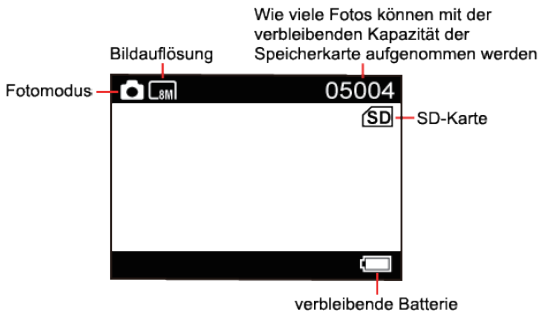 Wie viele Fotos können mit der
verbleibenden Kapazität der
Speicherkarte aufgenommen werden
Bildauflösung
Fotomodus
8M
05004
SD
SD-Karte
verbleibende Batterie